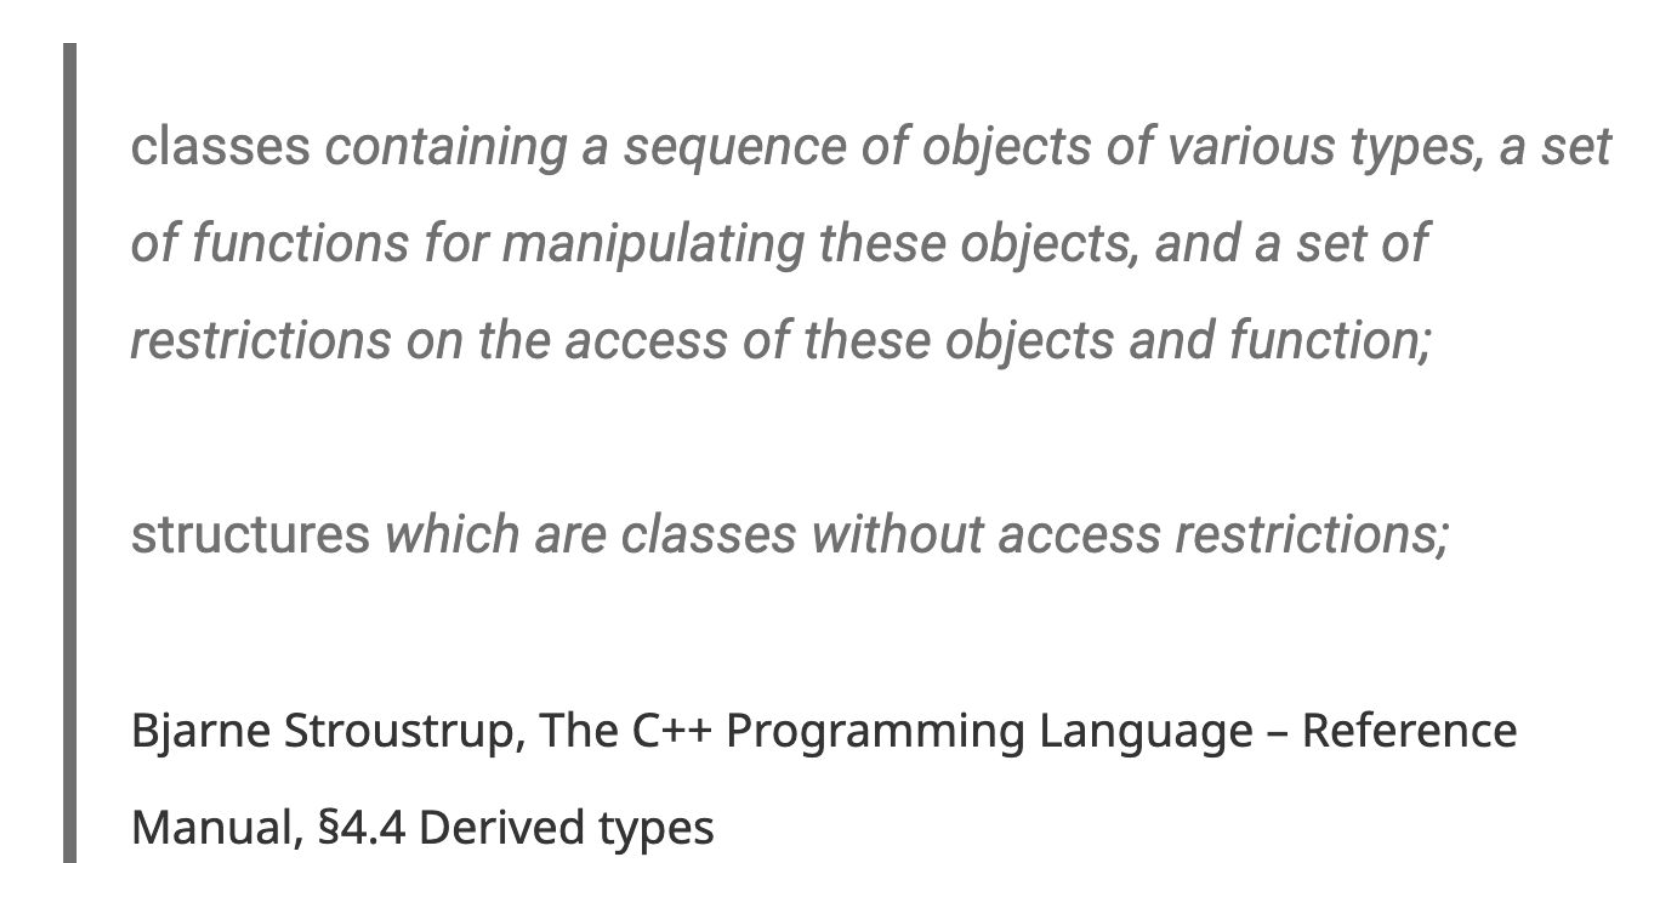 classes containing a sequence of objects of various types, a set
of functions for manipulating these objects, and a set of
restrictions on the access of these objects and function;
structures which are classes without access restrictions;
Bjarne Stroustrup, The C++ Programming Language – Reference
Manual, §4.4 Derived types